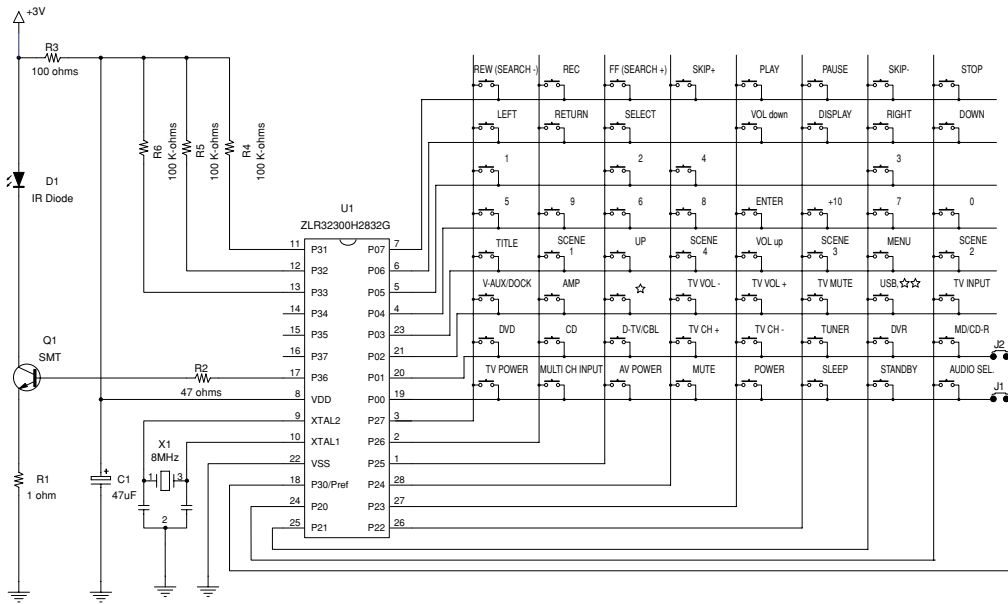 +3V
R3
100 ohms
R6
100 K-ohms
R5
100 K-ohms
R4
100 K-ohms
D1
IR Diode
U1
ZLR32300H2832G
11 P31 P07 7
12 P32 P06 6
13 P33 P05 5
14 P34 P04 4
15 P35 P03 23
16 P37 P02 21
17 P36 P01 20
8 VDD P00 19
9 XTAL2 P27 3
10 XTAL1 P26 2
22 VSS P25 1
18 P30/Pref P24 28
24 P20 P23 27
25 P21 P22 26
Q1
SMT
R2
47 ohms
X1
8MHz
1 3
2
R1
1 ohm
+
C1
47uF
REW (SEARCH -) REC FF (SEARCH +) SKIP+ PLAY PAUSE SKIP- STOP
LEFT RETURN SELECT VOL down DISPLAY RIGHT DOWN
1 2 4 3
5 9 6 8 ENTER +10 7 0
TITLE SCENE 1 UP SCENE 4 VOL up SCENE 3 MENU SCENE 2
V-AUX/DOCK AMP ☆ TV VOL - TV VOL + TV MUTE USB,☆☆ TV INPUT
DVD CD D-TV/CBL TV CH + TV CH - TUNER DVR MD/CD-R
J2
TV POWER MULTI CH INPUT AV POWER MUTE POWER SLEEP STANDBY AUDIO SEL.
J1